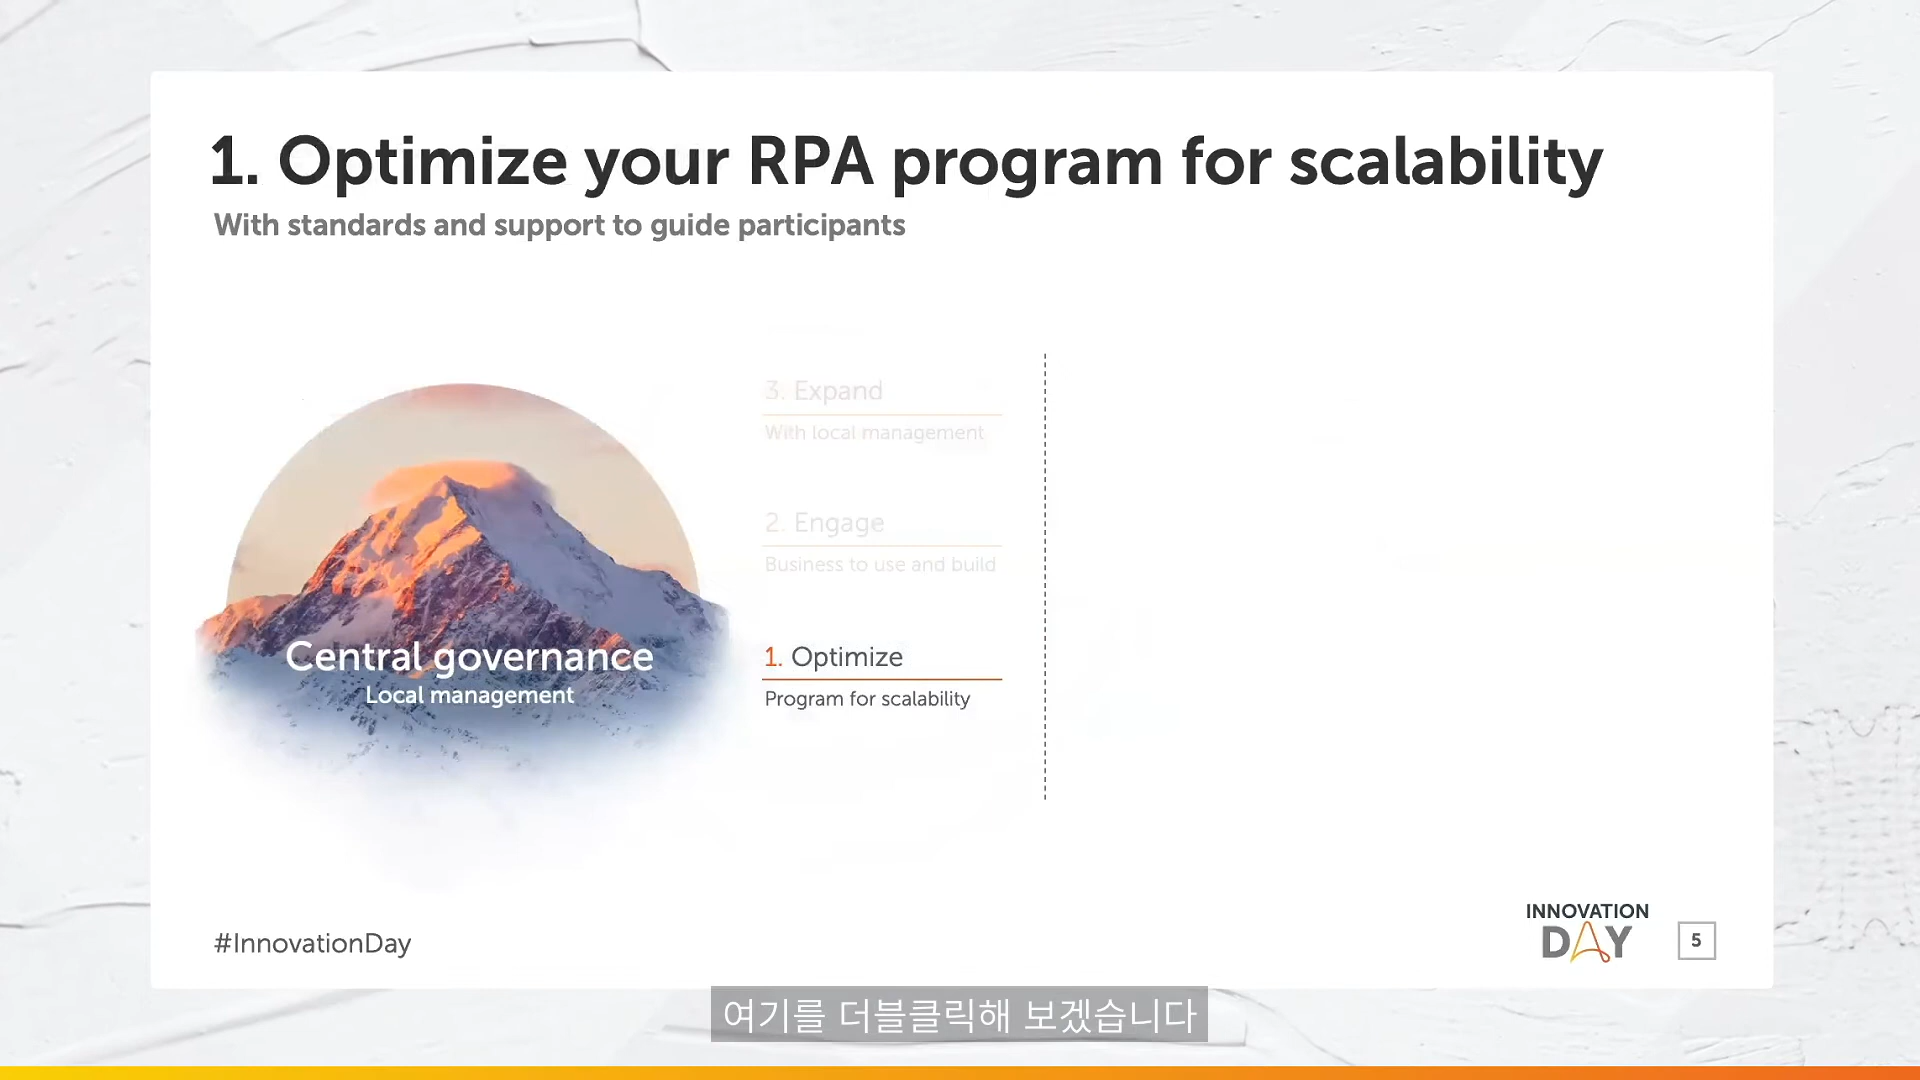 1. Optimize your RPA program for scalability
With standards and support to guide participants
3. Expand
With local management
2. Engage
Business to use and build
Central governance
Local management
1. Optimize
Program for scalability
#InnovationDay
INNOVATION
DAY
5
여기를 더블클릭해 보겠습니다